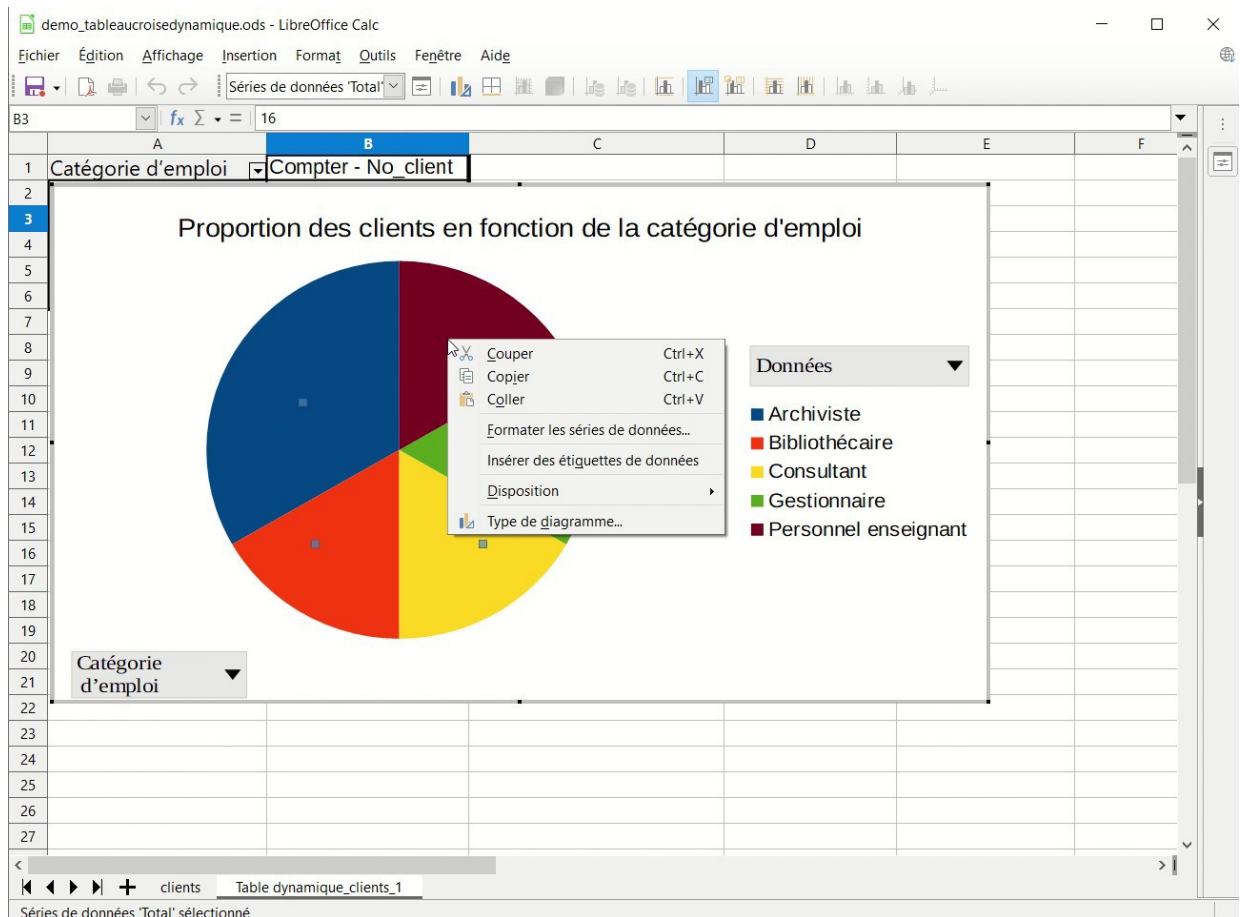 demo_tableaucroisedynamique.ods - LibreOffice Calc
Fichier Édition Affichage Insertion Format Outils Fenêtre Aide
Séries de données 'Total'
B3 fx Σ = 16
A B C D E F
1 Catégorie d’emploi Compter - No_client
2
3
4
5
6
7
8
9
10
11
12
13
14
15
16
17
18
19
20
21
22
23
24
25
26
27
Proportion des clients en fonction de la catégorie d'emploi
Couper Ctrl+X
Copier Ctrl+C
Coller Ctrl+V
Formater les séries de données...
Insérer des étiquettes de données
Disposition
Type de diagramme...
Données
Archiviste
Bibliothécaire
Consultant
Gestionnaire
Personnel enseignant
Catégorie
d’emploi
clients Table dynamique_clients_1
Séries de données 'Total' sélectionné